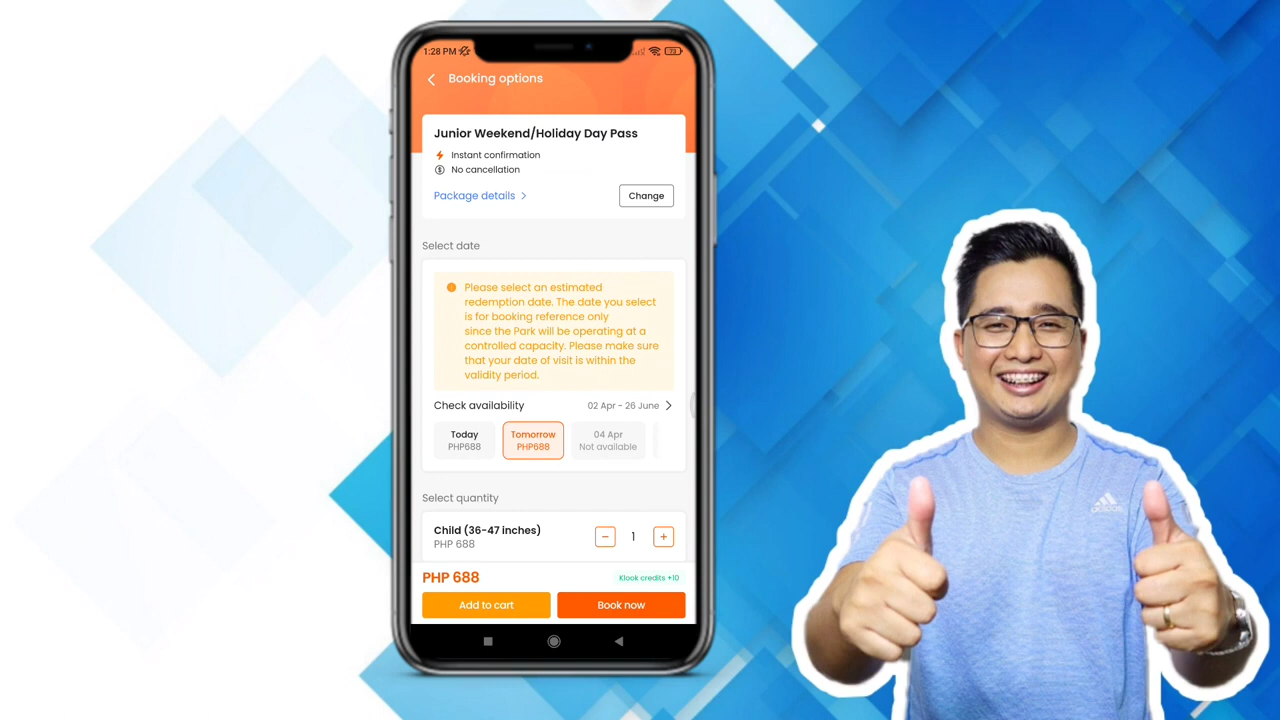 1:28 PM
73
Booking options
Junior Weekend/Holiday Day Pass
Instant confirmation
No cancellation
Package details
Change
Select date
Please select an estimated
redemption date. The date you select
is for booking reference only
since the Park will be operating at a
controlled capacity. Please make sure
that your date of visit is within the
validity period.
Check availability 02 Apr - 26 June
Today Tomorrow 04 Apr
PHP688 PHP688 Not available
Select quantity
Child (36-47 inches)
PHP 688
− 1 +
PHP 688 Klook credits +10
Add to cart Book now
adidas